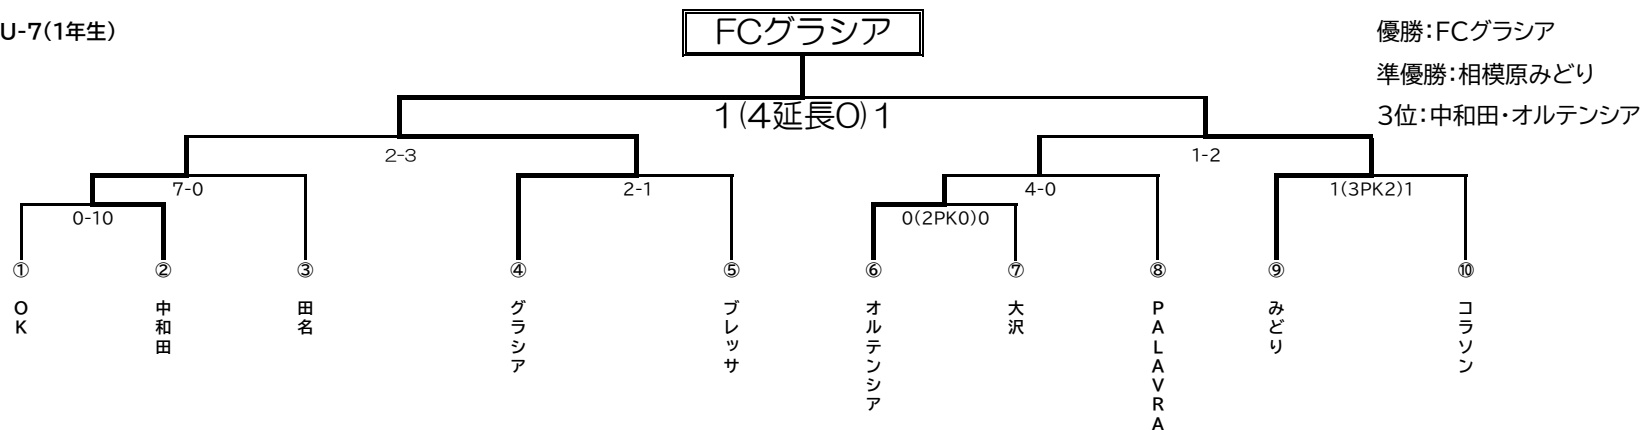 U-7(1年生)
FCグラシア
優勝:FCグラシア
準優勝:相模原みどり
3位:中和田・オルテンシア
1(4延長0)1
2-3
1-2
7-0
2-1
4-0
1(3PK2)1
0-10
0(2PK0)0
① ② ③ ④ ⑤ ⑥ ⑦ ⑧ ⑨ ⑩
OK
中和田
田名
グラシア
ブレッサ
オルテンシア
大沢
PALAVRA
みどり
コラソン